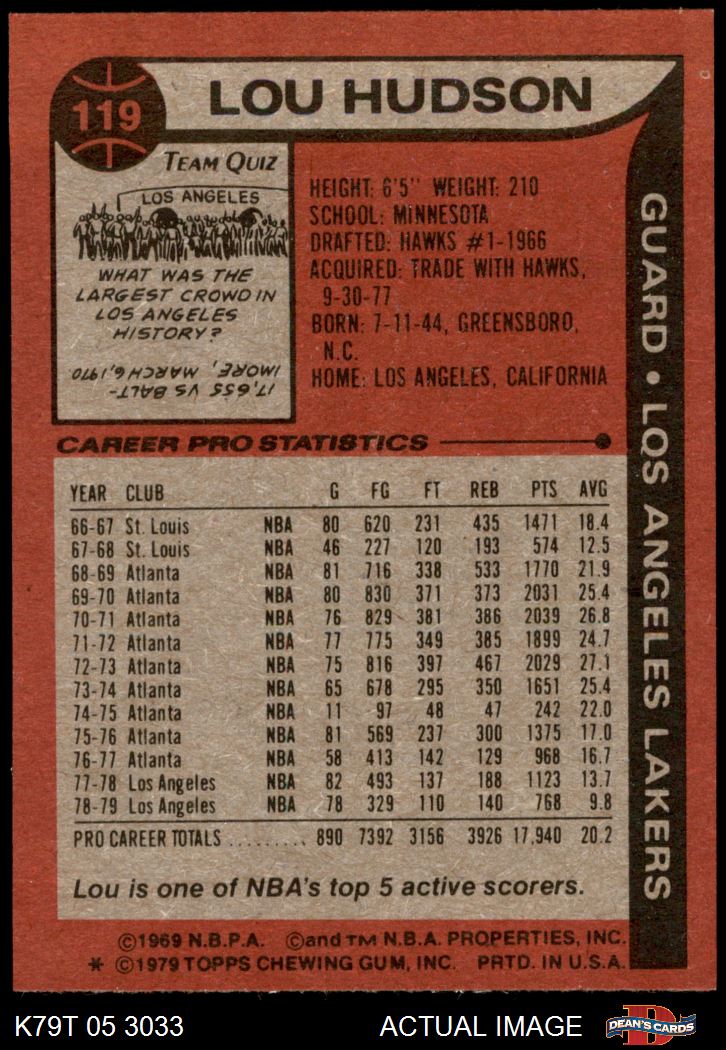 119
LOU HUDSON
TEAM QUIZ
LOS ANGELES
WHAT WAS THE
LARGEST CROWD IN
LOS ANGELES
HISTORY?
17,655 VS BALT-
IMORE, MARCH 6, 1970
HEIGHT: 6'5" WEIGHT: 210
SCHOOL: MINNESOTA
DRAFTED: HAWKS #1-1966
ACQUIRED: TRADE WITH HAWKS,
9-30-77
BORN: 7-11-44, GREENSBORO,
N.C.
HOME: LOS ANGELES, CALIFORNIA
GUARD • LOS ANGELES LAKERS
CAREER PRO STATISTICS
YEAR CLUB G FG FT REB PTS AVG
66-67 St. Louis NBA 80 620 231 435 1471 18.4
67-68 St. Louis NBA 46 227 120 193 574 12.5
68-69 Atlanta NBA 81 716 338 533 1770 21.9
69-70 Atlanta NBA 80 830 371 373 2031 25.4
70-71 Atlanta NBA 76 829 381 386 2039 26.8
71-72 Atlanta NBA 77 775 349 385 1899 24.7
72-73 Atlanta NBA 75 816 397 467 2029 27.1
73-74 Atlanta NBA 65 678 295 350 1651 25.4
74-75 Atlanta NBA 11 97 48 47 242 22.0
75-76 Atlanta NBA 81 569 237 300 1375 17.0
76-77 Atlanta NBA 58 413 142 129 968 16.7
77-78 Los Angeles NBA 82 493 137 188 1123 13.7
78-79 Los Angeles NBA 78 329 110 140 768 9.8
PRO CAREER TOTALS ......... 890 7392 3156 3926 17,940 20.2
Lou is one of NBA's top 5 active scorers.
©1969 N.B.P.A. ©and TM N.B.A. PROPERTIES, INC.
* ©1979 TOPPS CHEWING GUM, INC. PRTD. IN U.S.A.
K79T 05 3033 ACTUAL IMAGE DEAN'S CARDS